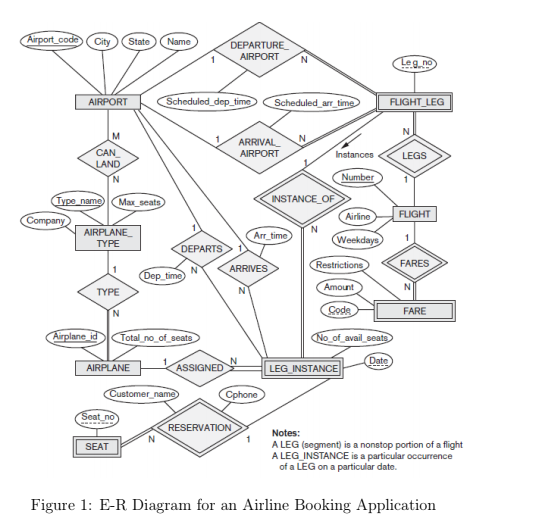 Airport_code City State Name
DEPARTURE_
AIRPORT
Leg_no
1 N
AIRPORT Scheduled_dep_time Scheduled_arr_time FLIGHT_LEG
M 1 ARRIVAL_
AIRPORT N N
CAN_
LAND
Instances LEGS
1
N Number 1
Type_name Max_seats INSTANCE_OF
Company Airline FLIGHT
AIRPLANE_
TYPE
1 Arr_time N Weekdays 1
DEPARTS 1
1 Restrictions FARES
Dep_time N ARRIVES
TYPE Amount N
N N
Code FARE
Airplane_id Total_no_of_seats No_of_avail_seats
AIRPLANE 1 ASSIGNED N LEG_INSTANCE Date
Customer_name Cphone
Seat_no
RESERVATION
SEAT N 1
Notes:
A LEG (segment) is a nonstop portion of a flight
A LEG_INSTANCE is a particular occurrence
of a LEG on a particular date.
Figure 1: E-R Diagram for an Airline Booking Application